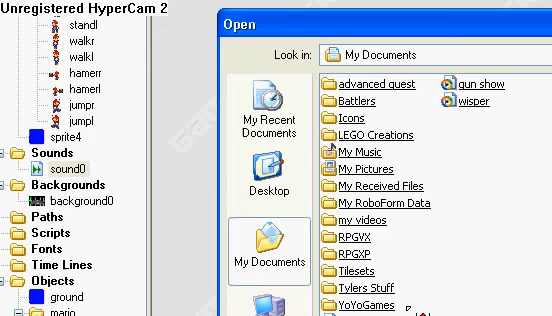 Unregistered HyperCam 2
standl
walkr
walkl
hamerr
hamerl
jumpr
jumpl
sprite4
Sounds
sound0
Backgrounds
background0
Paths
Scripts
Fonts
Time Lines
Objects
ground
mario
Open
Look in:
My Documents
My Recent
Documents
Desktop
My Documents
advanced quest
Battlers
Icons
LEGO Creations
My Music
My Pictures
My Received Files
My RoboForm Data
my videos
RPGVX
RPGXP
Tilesets
Tylers Stuff
YoYoGames
gun show
wisper